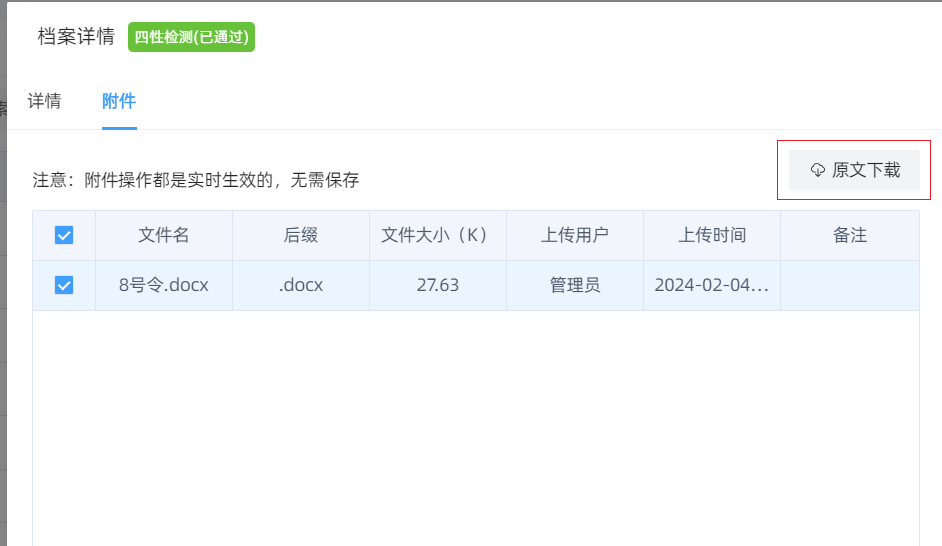 档案详情 四性检测(已通过)
详情 附件
原文下载
注意：附件操作都是实时生效的，无需保存
文件名 后缀 文件大小（K） 上传用户 上传时间 备注
8号令.docx .docx 27.63 管理员 2024-02-04...